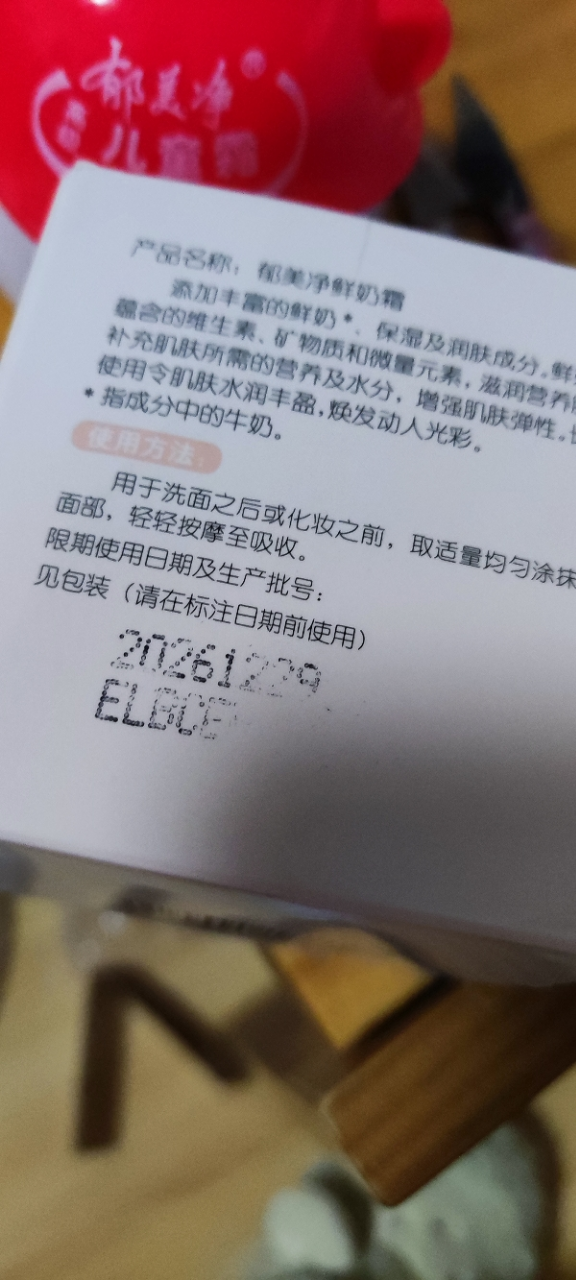 郁美净
儿童霜
产品名称：郁美净鲜奶霜
添加丰富的鲜奶*、保湿及润肤成分，鲜
蕴含的维生素、矿物质和微量元素，滋润营养
补充肌肤所需的营养及水分，增强肌肤弹性。
使用令肌肤水润丰盈，焕发动人光彩。
*指成分中的牛奶。
使用方法：
用于洗面之后或化妆之前，取适量均匀涂抹
面部，轻轻按摩至吸收。
限期使用日期及生产批号：
见包装（请在标注日期前使用）
20261229
ELBCE